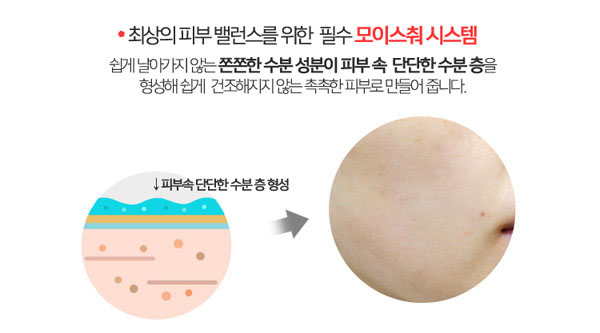 • 최상의 피부 밸런스를 위한 필수 모이스춰 시스템
쉽게 날아가지 않는 쫀쫀한 수분 성분이 피부 속 단단한 수분 층을
형성해 쉽게 건조해지지 않는 촉촉한 피부로 만들어 줍니다.
↓피부속 단단한 수분 층 형성